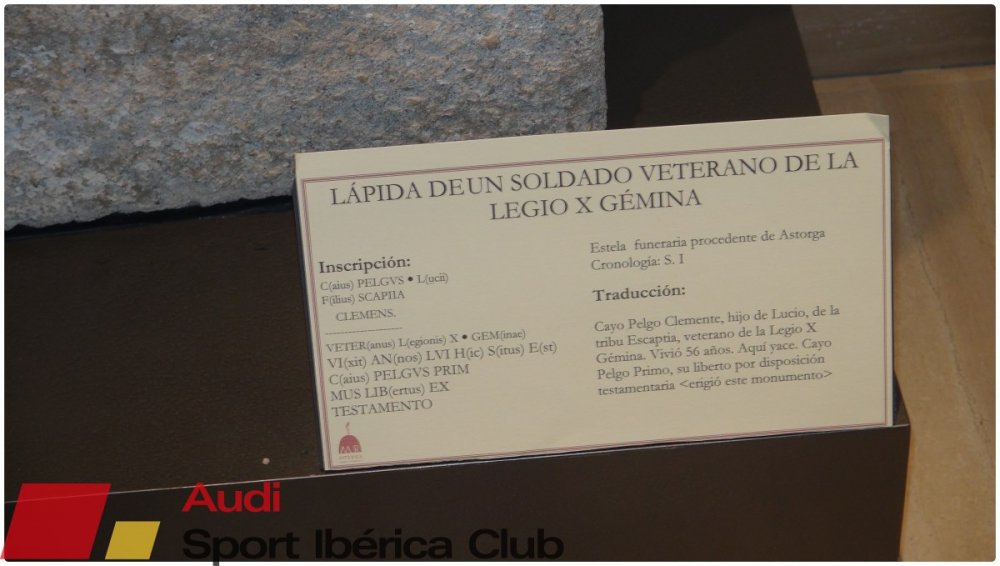 LÁPIDA DEUN SOLDADO VETERANO DE LA
LEGIO X GÉMINA
Inscripción:
C(aius) PELGVS • L(ucii)
F(ilius) SCAPIIA
CLEMENS.
VETER(anus) L(egionis) X • GEM(inae)
VI(xit) AN(nos) LVI H(ic) S(itus) E(st)
C(aius) PELGVS PRIM
MUS LIB(ertus) EX
TESTAMENTO
Estela funeraria procedente de Astorga
Cronología: S. I
Traducción:
Cayo Pelgo Clemente, hijo de Lucio, de la
tribu Escaptia, veterano de la Legio X
Gémina. Vivió 56 años. Aquí yace. Cayo
Pelgo Primo, su liberto por disposición
testamentaria <erigió este monumento>
Audi
Sport Ibérica Club